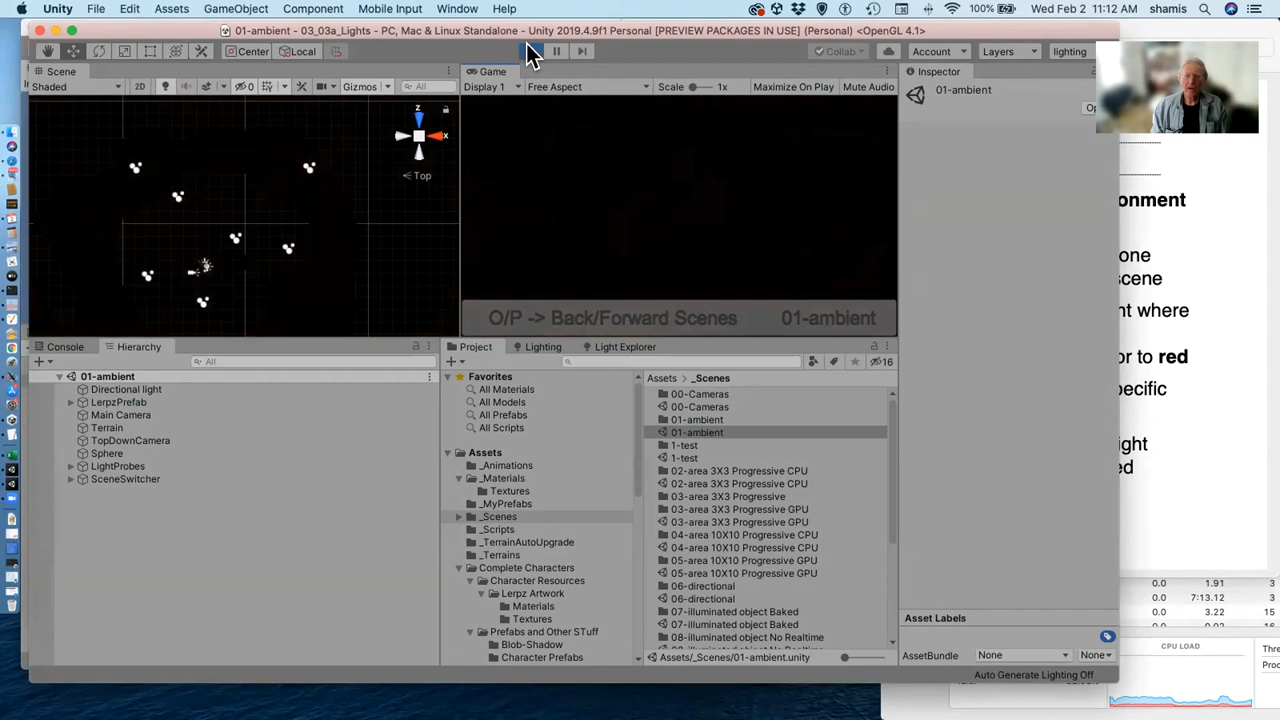 Unity File Edit Assets GameObject Component Mobile Input Window Help 100% Mon Nov 2 11:12 AM shamis
01-ambient - 03_03a_Lights - PC, Mac & Linux Standalone - Unity 2019.4.9f1 Personal [PREVIEW PACKAGES IN USE] (Personal) <OpenGL 4.1>
Center Local Collab Account Layers lighting
Scene Game Inspector
Shaded 2D 0 Gizmos All Display 1 Free Aspect Scale 1x Maximize On Play Mute Audio
01-ambient
Op
z
x
Top
O/P -> Back/Forward Scenes 01-ambient
onment
one
scene
nt where
or to red
ecific
ight
ed
Console Hierarchy
All
01-ambient
Directional light
LerpzPrefab
Main Camera
Terrain
TopDownCamera
Sphere
LightProbes
SceneSwitcher
Project Lighting Light Explorer
16
Favorites
All Materials
All Models
All Prefabs
All Scripts
Assets
_Animations
_Materials
Textures
_MyPrefabs
_Scenes
_Scripts
_TerrainAutoUpgrade
_Terrains
Complete Characters
Character Resources
Lerpz Artwork
Materials
Textures
Prefabs and Other STuff
Blob-Shadow
Character Prefabs
Assets > _Scenes
00-Cameras
00-Cameras
01-ambient
01-ambient
1-test
1-test
02-area 3X3 Progressive CPU
02-area 3X3 Progressive CPU
03-area 3X3 Progressive
03-area 3X3 Progressive GPU
03-area 3X3 Progressive GPU
04-area 10X10 Progressive CPU
04-area 10X10 Progressive CPU
05-area 10X10 Progressive GPU
05-area 10X10 Progressive GPU
06-directional
06-directional
07-illuminated object Baked
07-illuminated object Baked
08-illuminated object No Realtime
Assets/_Scenes/01-ambient.unity
Asset Labels
AssetBundle None None
Auto Generate Lighting Off
0.0 1.91 3
0.0 7:13.12
0.0 3.22 15
CPU LOAD
Thre
Proc